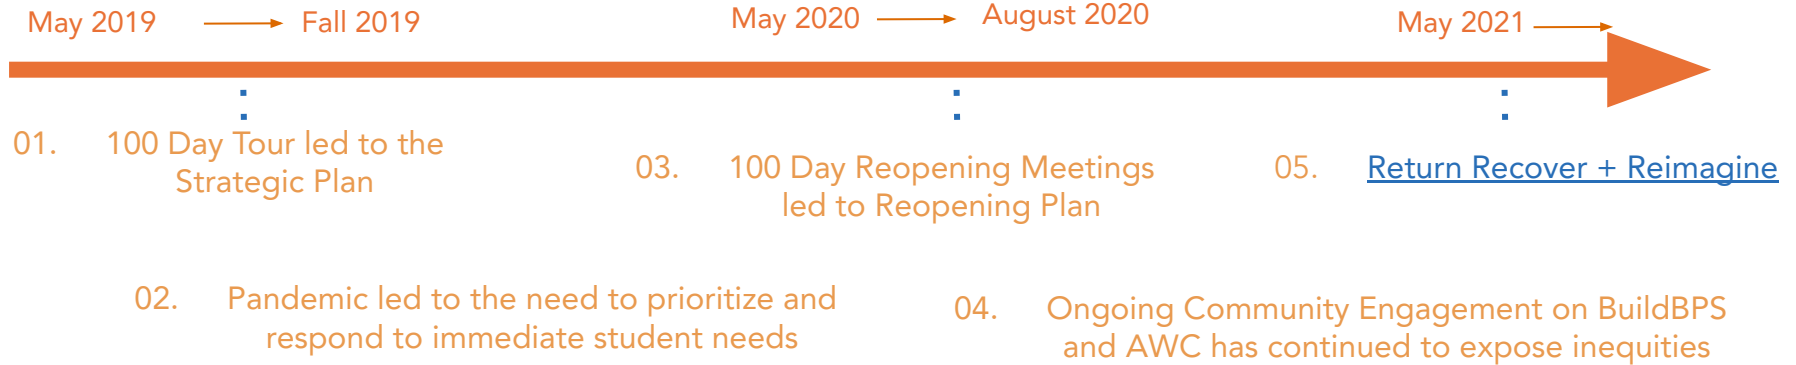 May 2019 Fall 2019 May 2020 August 2020 May 2021
01. 100 Day Tour led to the
Strategic Plan
03. 100 Day Reopening Meetings
led to Reopening Plan
05. Return Recover + Reimagine
02. Pandemic led to the need to prioritize and
respond to immediate student needs
04. Ongoing Community Engagement on BuildBPS
and AWC has continued to expose inequities